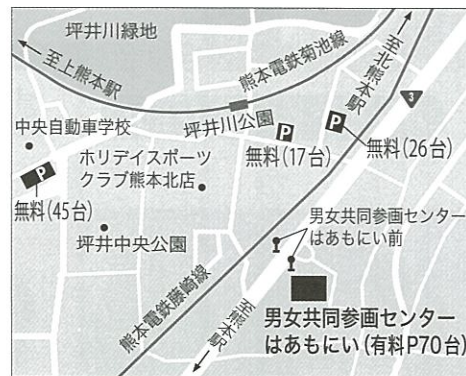 坪井川緑地
至上熊本駅
熊本電鉄菊池線
至北熊本駅
3
坪井川公園
中央自動車学校
P
無料(17台)
P
無料(26台)
P
無料(45台)
ホリデイスポーツ
クラブ熊本北店
坪井中央公園
男女共同参画センター
はあもにい前
熊本電鉄藤崎線
至熊本駅
男女共同参画センター
はあもにい(有料P70台)